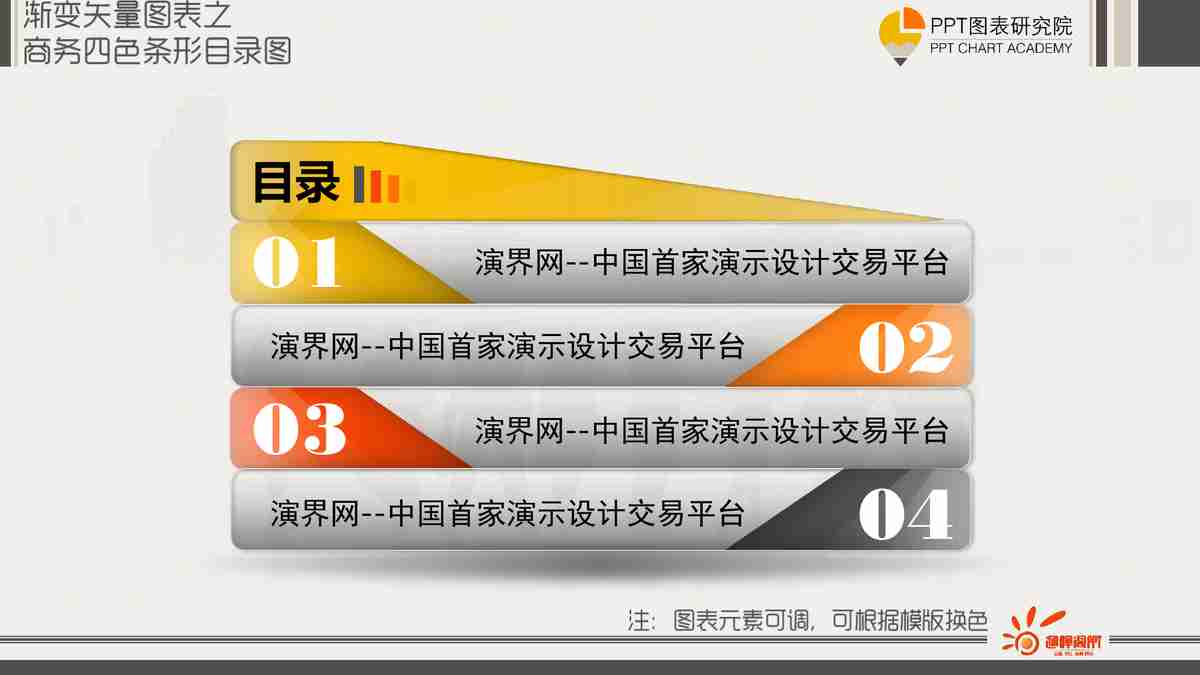 渐变矢量图表之
商务四色条形目录图
PPT图表研究院
PPT CHART ACADEMY
目录
01
演界网--中国首家演示设计交易平台
演界网--中国首家演示设计交易平台
02
03
演界网--中国首家演示设计交易平台
演界网--中国首家演示设计交易平台
04
注：图表元素可调，可根据模版换色